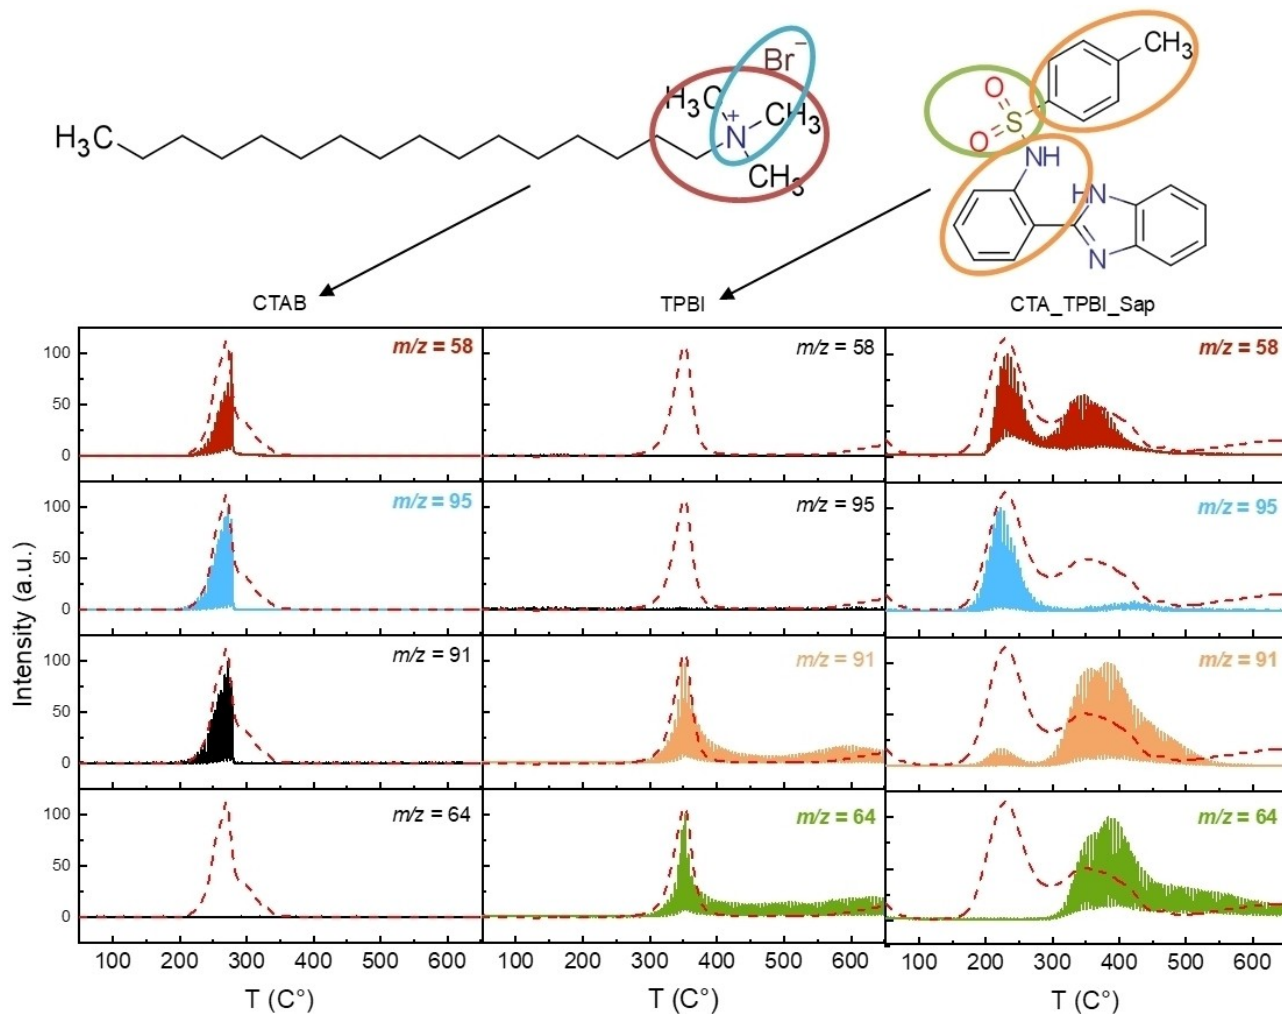 H₃C
Br⁻
H₃C
N⁺
CH₃
CH₃
CH₃
O
S
O
NH
HN
N
CTAB
TPBI
CTA_TPBI_Sap
Intensity (a.u.)
100
50
0
m/z = 58
m/z = 58
m/z = 58
100
50
0
m/z = 95
m/z = 95
m/z = 95
100
50
0
m/z = 91
m/z = 91
m/z = 91
100
50
0
m/z = 64
m/z = 64
m/z = 64
100 200 300 400 500 600
100 200 300 400 500 600
100 200 300 400 500 600
T (C°)
T (C°)
T (C°)